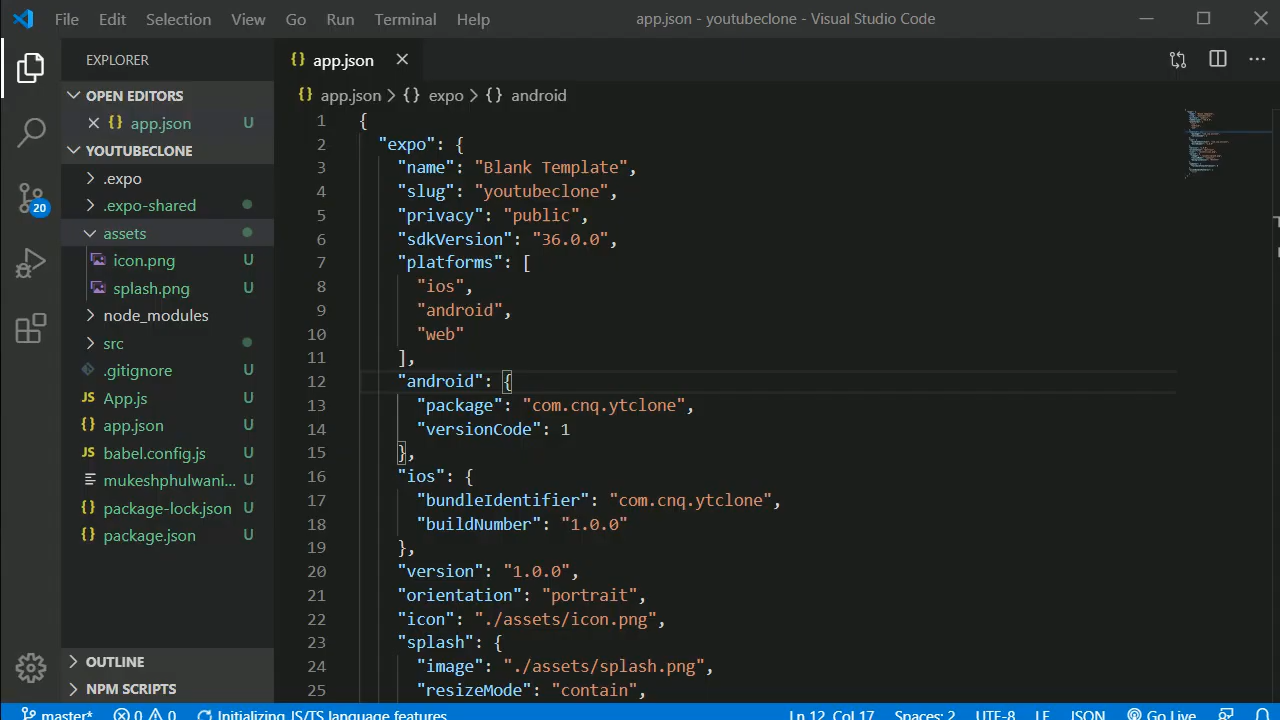 File Edit Selection View Go Run Terminal Help app.json - youtubeclone - Visual Studio Code
EXPLORER
OPEN EDITORS
app.json U
YOUTUBECLONE
.expo
.expo-shared
assets
icon.png U
splash.png U
node_modules
src
.gitignore U
App.js U
app.json U
babel.config.js U
mukeshphulwani... U
package-lock.json U
package.json U
OUTLINE
NPM SCRIPTS
20
app.json
app.json > {} expo > {} android
1 {
2 "expo": {
3 "name": "Blank Template",
4 "slug": "youtubeclone",
5 "privacy": "public",
6 "sdkVersion": "36.0.0",
7 "platforms": [
8 "ios",
9 "android",
10 "web"
11 ],
12 "android": {
13 "package": "com.cnq.ytclone",
14 "versionCode": 1
15 },
16 "ios": {
17 "bundleIdentifier": "com.cnq.ytclone",
18 "buildNumber": "1.0.0"
19 },
20 "version": "1.0.0",
21 "orientation": "portrait",
22 "icon": "./assets/icon.png",
23 "splash": {
24 "image": "./assets/splash.png",
25 "resizeMode": "contain",
master* 0 0 Initializing JS/TS language features Ln 12, Col 17 Spaces: 2 UTF-8 LF JSON Go Live